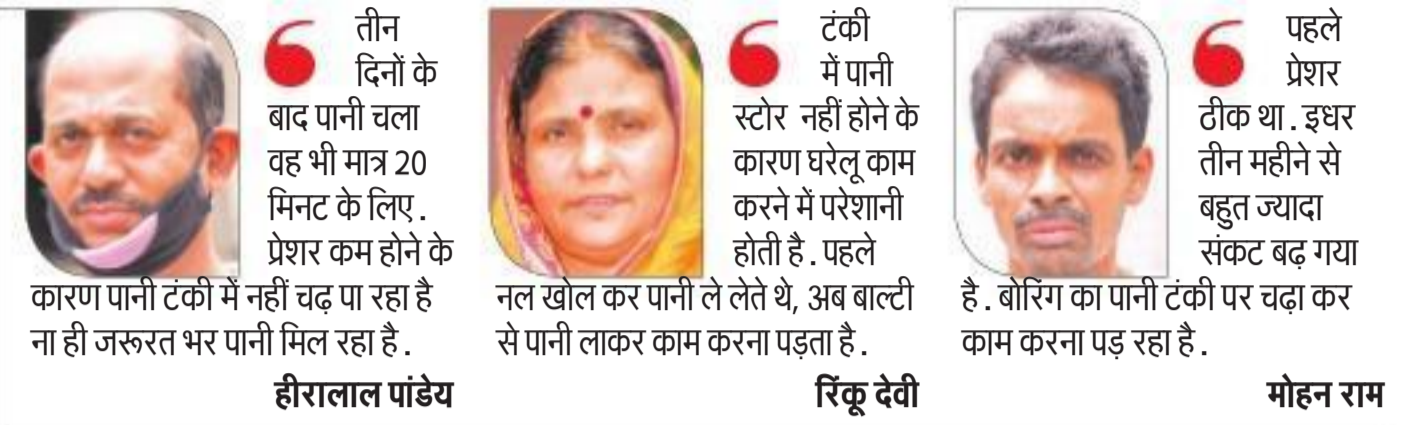 तीन
दिनों के
बाद पानी चला
वह भी मात्र 20
मिनट के लिए.
प्रेशर कम होने के
कारण पानी टंकी में नहीं चढ़ पा रहा है
ना ही जरूरत भर पानी मिल रहा है.
हीरालाल पांडेय
टंकी
में पानी
स्टोर नहीं होने के
कारण घरेलू काम
करने में परेशानी
होती है. पहले
नल खोल कर पानी ले लेते थे, अब बाल्टी
से पानी लाकर काम करना पड़ता है.
रिंकू देवी
पहले
प्रेशर
ठीक था. इधर
तीन महीने से
बहुत ज्यादा
संकट बढ़ गया
है. बोरिंग का पानी टंकी पर चढ़ा कर
काम करना पड़ रहा है.
मोहन राम